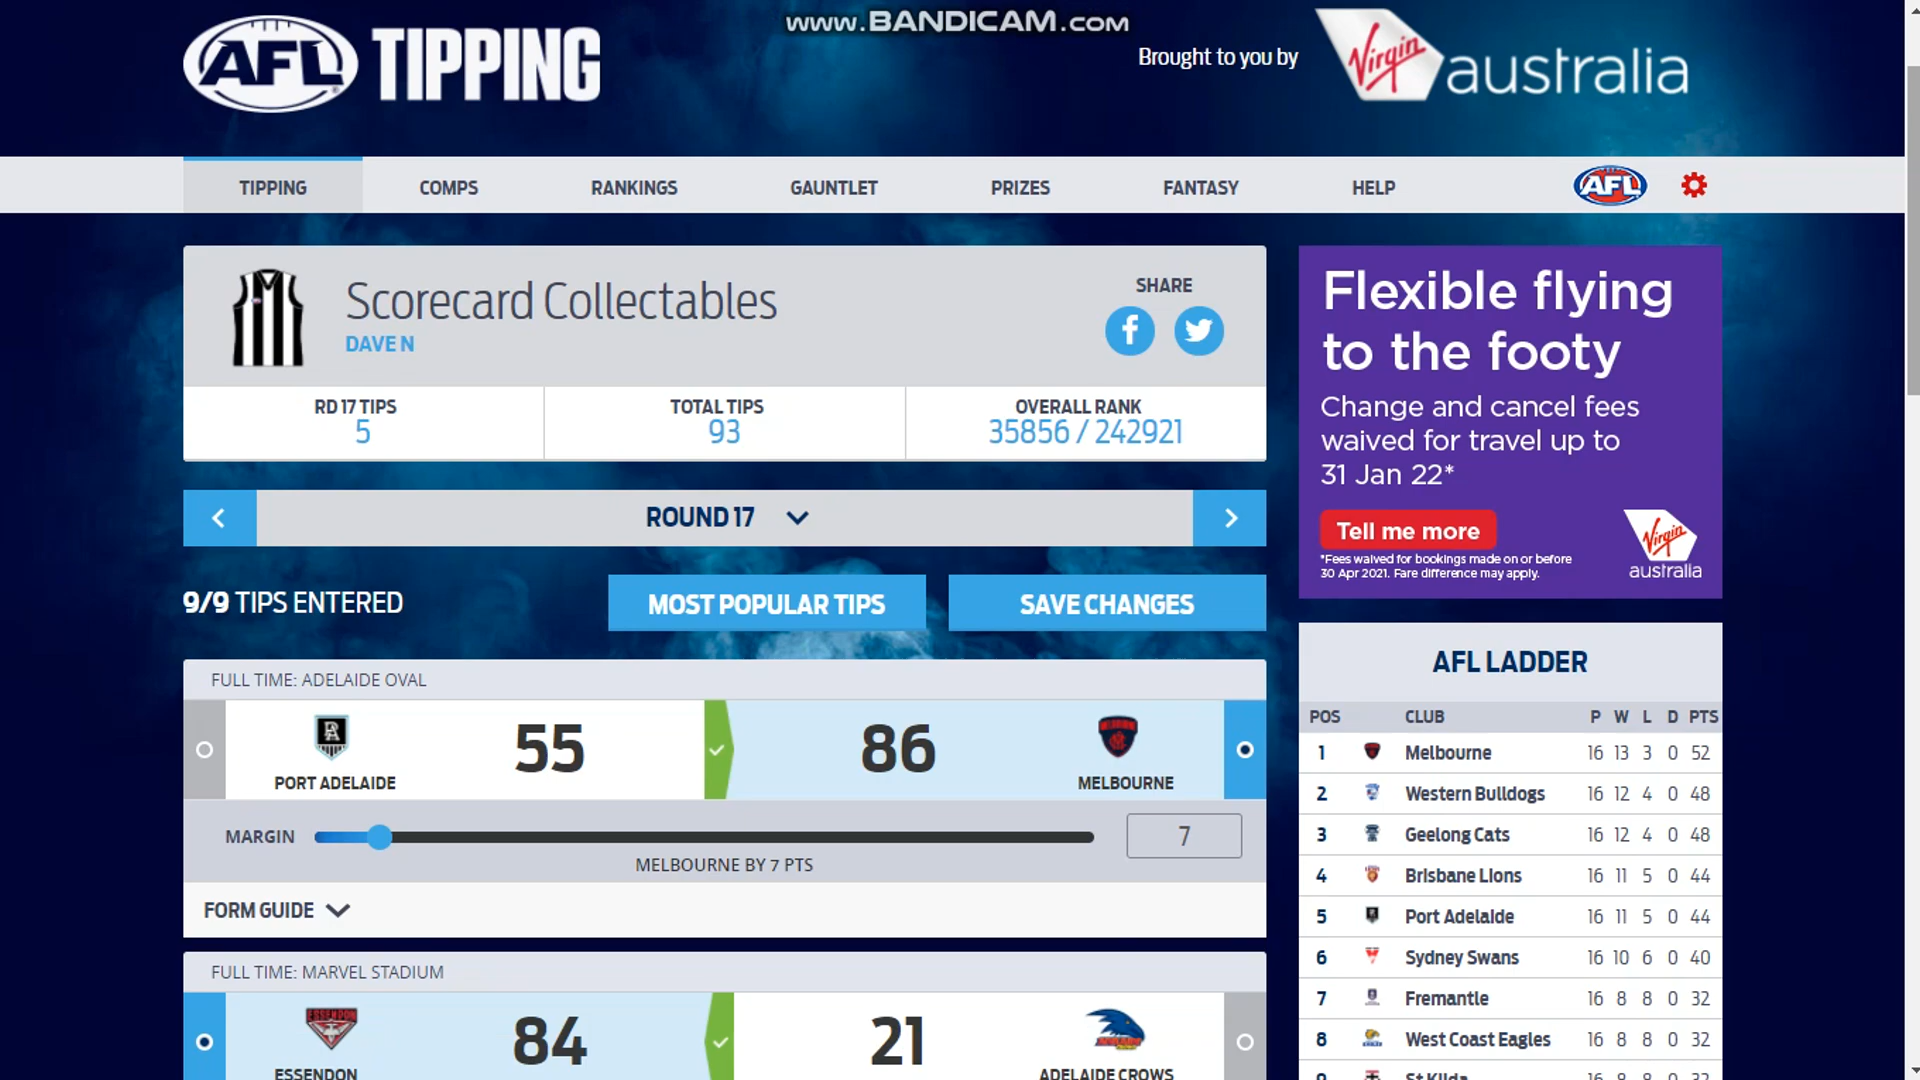 www.BANDICAM.com
AFL TIPPING
Brought to you by
Virgin australia
TIPPING COMPS RANKINGS GAUNTLET PRIZES FANTASY HELP AFL
Scorecard Collectables
DAVE N
SHARE
RD 17 TIPS
5
TOTAL TIPS
93
OVERALL RANK
35856 / 242921
ROUND 17
9/9 TIPS ENTERED
MOST POPULAR TIPS
SAVE CHANGES
FULL TIME: ADELAIDE OVAL
PORT ADELAIDE
55
86
MELBOURNE
MARGIN
7
MELBOURNE BY 7 PTS
FORM GUIDE
FULL TIME: MARVEL STADIUM
ESSENDON
84
21
ADELAIDE CROWS
Flexible flying
to the footy
Change and cancel fees
waived for travel up to
31 Jan 22*
Tell me more
*Fees waived for bookings made on or before
30 Apr 2021. Fare difference may apply.
Virgin
australia
AFL LADDER
POS CLUB P W L D PTS
1 Melbourne 16 13 3 0 52
2 Western Bulldogs 16 12 4 0 48
3 Geelong Cats 16 12 4 0 48
4 Brisbane Lions 16 11 5 0 44
5 Port Adelaide 16 11 5 0 44
6 Sydney Swans 16 10 6 0 40
7 Fremantle 16 8 8 0 32
8 West Coast Eagles 16 8 8 0 32
9 St Kilda 16 8 8 0 32